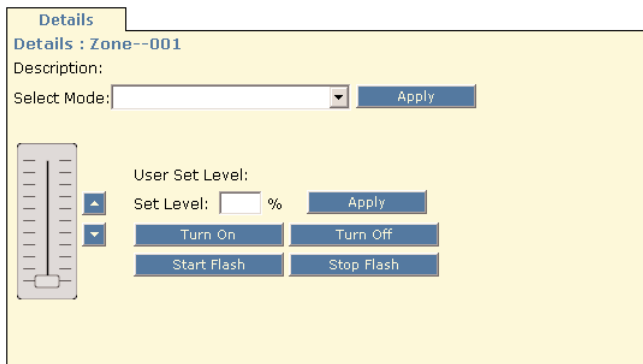 Details
Details : Zone--001
Description:
Select Mode: Apply
User Set Level:
Set Level: % Apply
Turn On Turn Off
Start Flash Stop Flash